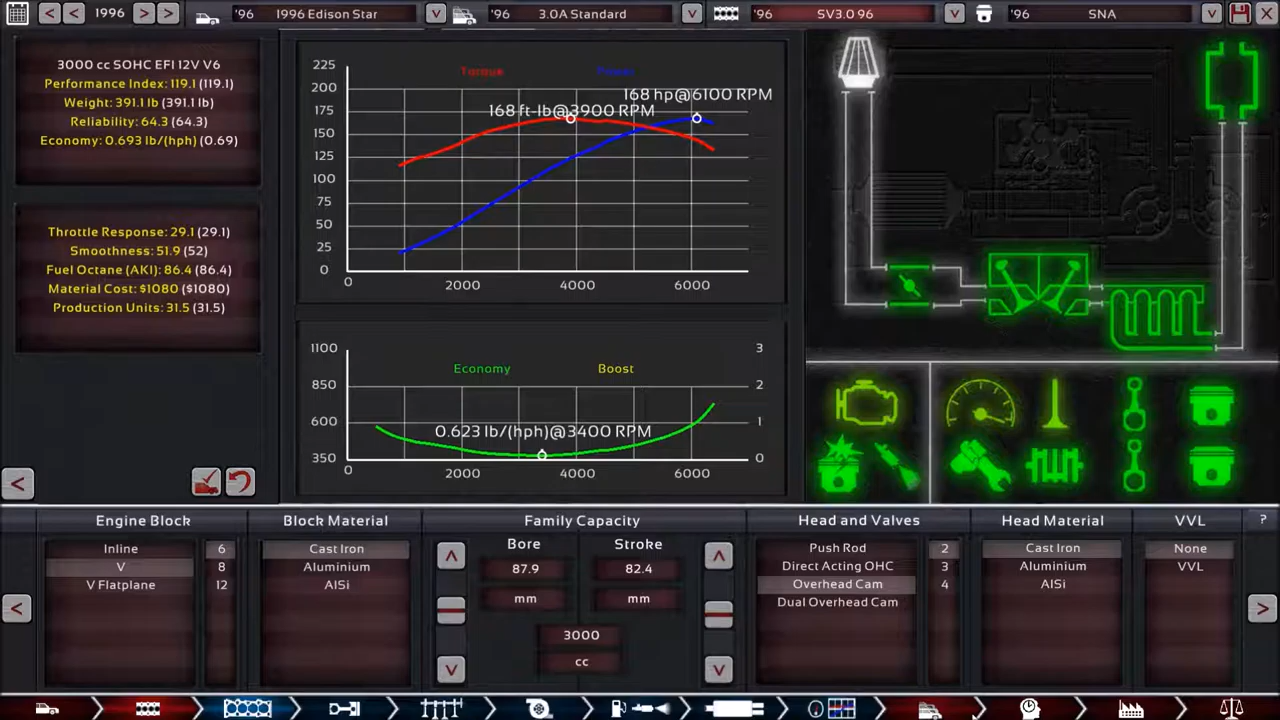 1996
'96 1996 Edison Star
'96 3.0A Standard
'96 SV3.0 96
'96 SNA
3000 cc SOHC EFI 12V V6
Performance Index: 119.1 (119.1)
Weight: 391.1 lb (391.1 lb)
Reliability: 64.3 (64.3)
Economy: 0.693 lb/(hph) (0.69)
Throttle Response: 29.1 (29.1)
Smoothness: 51.9 (52)
Fuel Octane (AKI): 86.4 (86.4)
Material Cost: $1080 ($1080)
Production Units: 31.5 (31.5)
225
200
175
150
125
100
75
50
25
0
Torque
Power
168 hp@6100 RPM
168 ft-lb@3900 RPM
0 2000 4000 6000
1100
850
600
350
Economy
Boost
3
2
1
0
0.623 lb/(hph)@3400 RPM
0 2000 4000 6000
Engine Block
Inline
V
V Flatplane
6
8
12
Block Material
Cast Iron
Aluminium
AlSi
Family Capacity
Bore
87.9
mm
Stroke
82.4
mm
3000
cc
Head and Valves
Push Rod
Direct Acting OHC
Overhead Cam
Dual Overhead Cam
2
3
4
Head Material
Cast Iron
Aluminium
AlSi
VVL
None
VVL
?